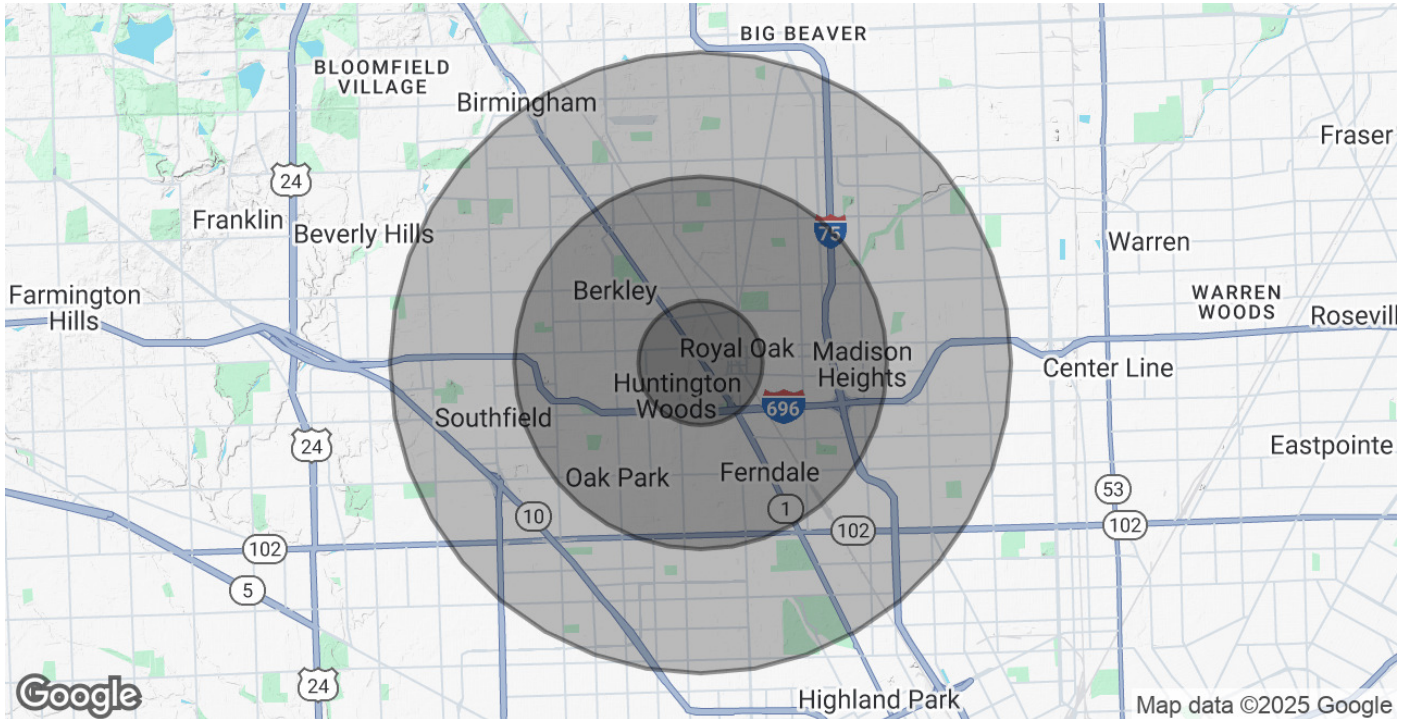 BIG BEAVER
BLOOMFIELD
VILLAGE
Birmingham
Fraser
24
Franklin
Beverly Hills
75
Warren
Berkley
Farmington
Hills
WARREN
WOODS
Rosevill
Royal Oak
Madison
Heights
Center Line
Huntington
Woods
696
Southfield
24
Eastpointe
Oak Park
Ferndale
53
10
1
102
102
102
5
24
Google
Highland Park
Map data ©2025 Google